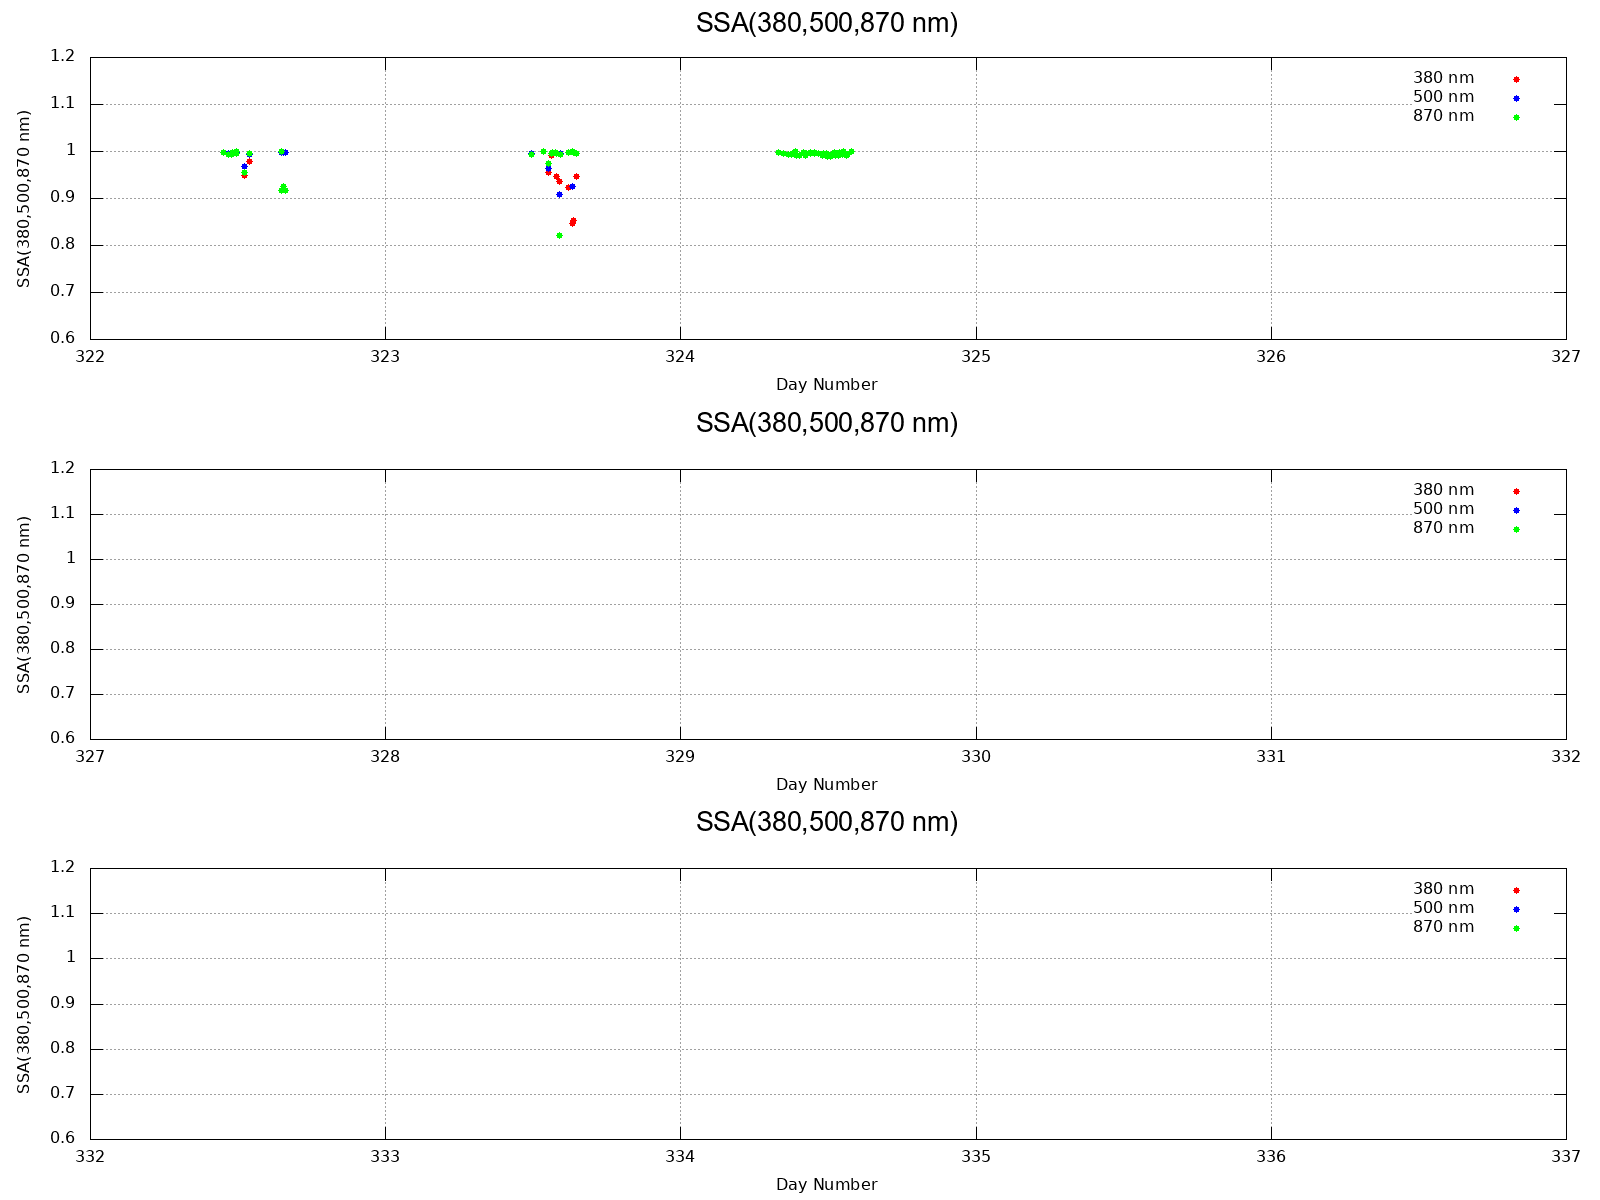 SSA(380,500,870 nm)
1.2
1.1
1
0.9
0.8
0.7
0.6
SSA(380,500,870 nm)
380 nm
500 nm
870 nm
322 323 324 325 326 327
Day Number
SSA(380,500,870 nm)
1.2
1.1
1
0.9
0.8
0.7
0.6
SSA(380,500,870 nm)
380 nm
500 nm
870 nm
327 328 329 330 331 332
Day Number
SSA(380,500,870 nm)
1.2
1.1
1
0.9
0.8
0.7
0.6
SSA(380,500,870 nm)
380 nm
500 nm
870 nm
332 333 334 335 336 337
Day Number